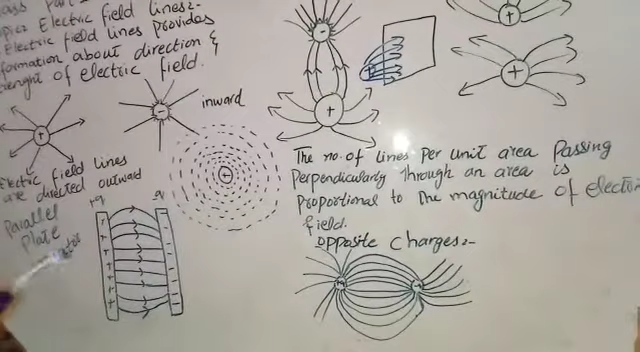 Electric Field lines:-
Electric field lines Provides
formation about direction &
of electric field.
inward
Electric field lines
are directed outward
Parallel
Plate
+q
-q
The no. of lines Per unit area Passing
Perpendicularly through an area is
Proportional to the magnitude of electric
field.
opposite charges:-